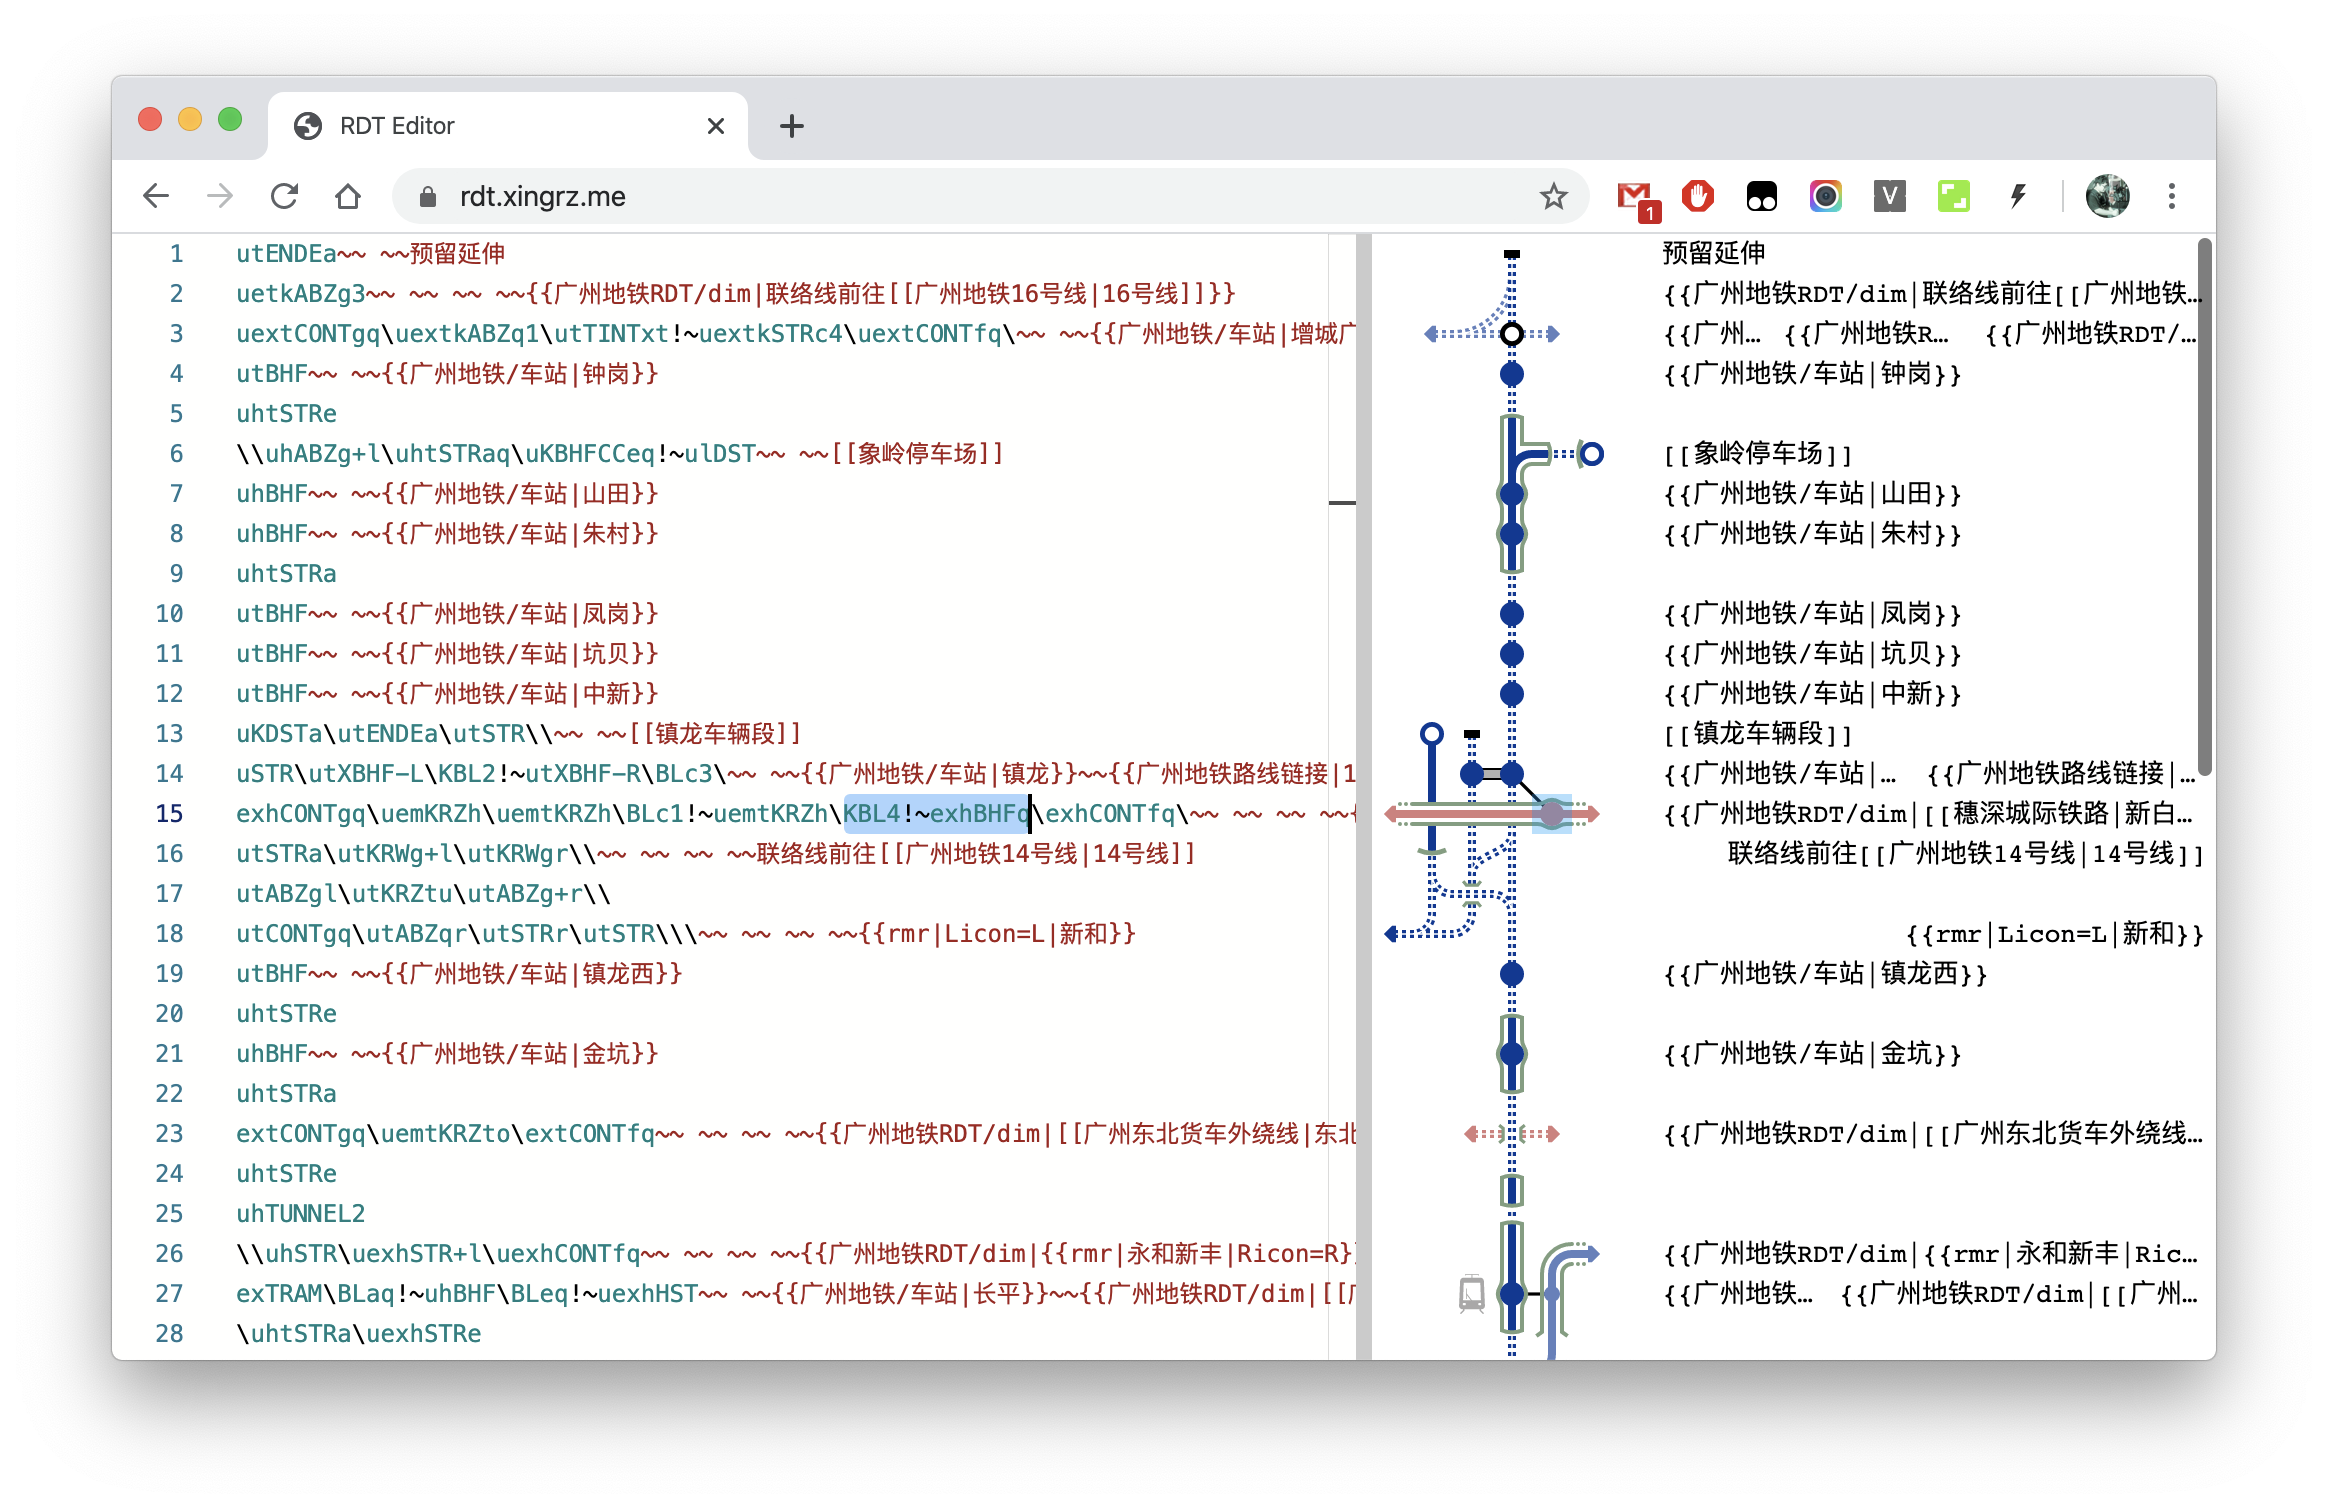 RDT Editor
rdt.xingrz.me
1
V
1 utENDEa~~ ~~预留延伸
2 uetkABZg3~~ ~~ ~~ ~~{{广州地铁RDT/dim|联络线前往[[广州地铁16号线|16号线]]}}
3 uextCONTgq\uextkABZq1\utTINTxt!~uextkSTRc4\uextCONTfq\~~ ~~{{广州地铁/车站|增城广
4 utBHF~~ ~~{{广州地铁/车站|钟岗}}
5 uhtSTRe
6 \\uhABZg+l\uhtSTRaq\uKBHFCCeq!~ulDST~~ ~~[[象岭停车场]]
7 uhBHF~~ ~~{{广州地铁/车站|山田}}
8 uhBHF~~ ~~{{广州地铁/车站|朱村}}
9 uhtSTRa
10 utBHF~~ ~~{{广州地铁/车站|凤岗}}
11 utBHF~~ ~~{{广州地铁/车站|坑贝}}
12 utBHF~~ ~~{{广州地铁/车站|中新}}
13 uKDSTa\utENDEa\utSTR\\~~ ~~[[镇龙车辆段]]
14 uSTR\utXBHF-L\KBL2!~utXBHF-R\BLc3\~~ ~~{{广州地铁/车站|镇龙}}~~{{广州地铁路线链接|1
15 exhCONTgq\uemKRZh\uemtKRZh\BLc1!~uemtKRZh\KBL4!~exhBHFq\exhCONTfq\~~ ~~ ~~ ~~{
16 utSTRa\utKRWg+l\utKRWgr\\~~ ~~ ~~ ~~联络线前往[[广州地铁14号线|14号线]]
17 utABZgl\utKRZtu\utABZg+r\\
18 utCONTgq\utABZqr\utSTRr\utSTR\\\~~ ~~ ~~ ~~{{rmr|Licon=L|新和}}
19 utBHF~~ ~~{{广州地铁/车站|镇龙西}}
20 uhtSTRe
21 uhBHF~~ ~~{{广州地铁/车站|金坑}}
22 uhtSTRa
23 extCONTgq\uemtKRZto\extCONTfq~~ ~~ ~~ ~~{{广州地铁RDT/dim|[[广州东北货车外绕线|东北
24 uhtSTRe
25 uhTUNNEL2
26 \\uhSTR\uexhSTR+l\uexhCONTfq~~ ~~ ~~ ~~{{广州地铁RDT/dim|{{rmr|永和新丰|Ricon=R}
27 exTRAM\BLaq!~uhBHF\BLeq!~uexhHST~~ ~~{{广州地铁/车站|长平}}~~{{广州地铁RDT/dim|[[广
28 \uhtSTRa\uexhSTRe
预留延伸
{{广州地铁RDT/dim|联络线前往[[广州地铁…
{{广州… {{广州地铁R… {{广州地铁RDT/…
{{广州地铁/车站|钟岗}}
[[象岭停车场]]
{{广州地铁/车站|山田}}
{{广州地铁/车站|朱村}}
{{广州地铁/车站|凤岗}}
{{广州地铁/车站|坑贝}}
{{广州地铁/车站|中新}}
[[镇龙车辆段]]
{{广州地铁/车站|… {{广州地铁路线链接|…
{{广州地铁RDT/dim|[[穗深城际铁路|新白…
联络线前往[[广州地铁14号线|14号线]]
{{rmr|Licon=L|新和}}
{{广州地铁/车站|镇龙西}}
{{广州地铁/车站|金坑}}
{{广州地铁RDT/dim|[[广州东北货车外绕线…
{{广州地铁RDT/dim|{{rmr|永和新丰|Ric…
{{广州地铁… {{广州地铁RDT/dim|[[广州…